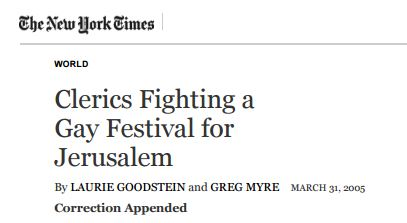 The New York Times
WORLD
Clerics Fighting a
Gay Festival for
Jerusalem
By LAURIE GOODSTEIN and GREG MYRE MARCH 31, 2005
Correction Appended